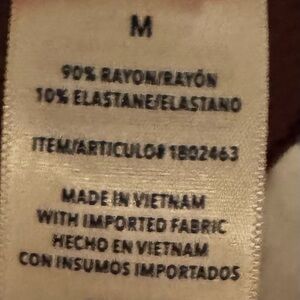 M
90% RAYON/RAYÓN
10% ELASTANE/ELASTANO
ITEM/ARTICULO# 1802463
MADE IN VIETNAM
WITH IMPORTED FABRIC
HECHO EN VIETNAM
CON INSUMOS IMPORTADOS